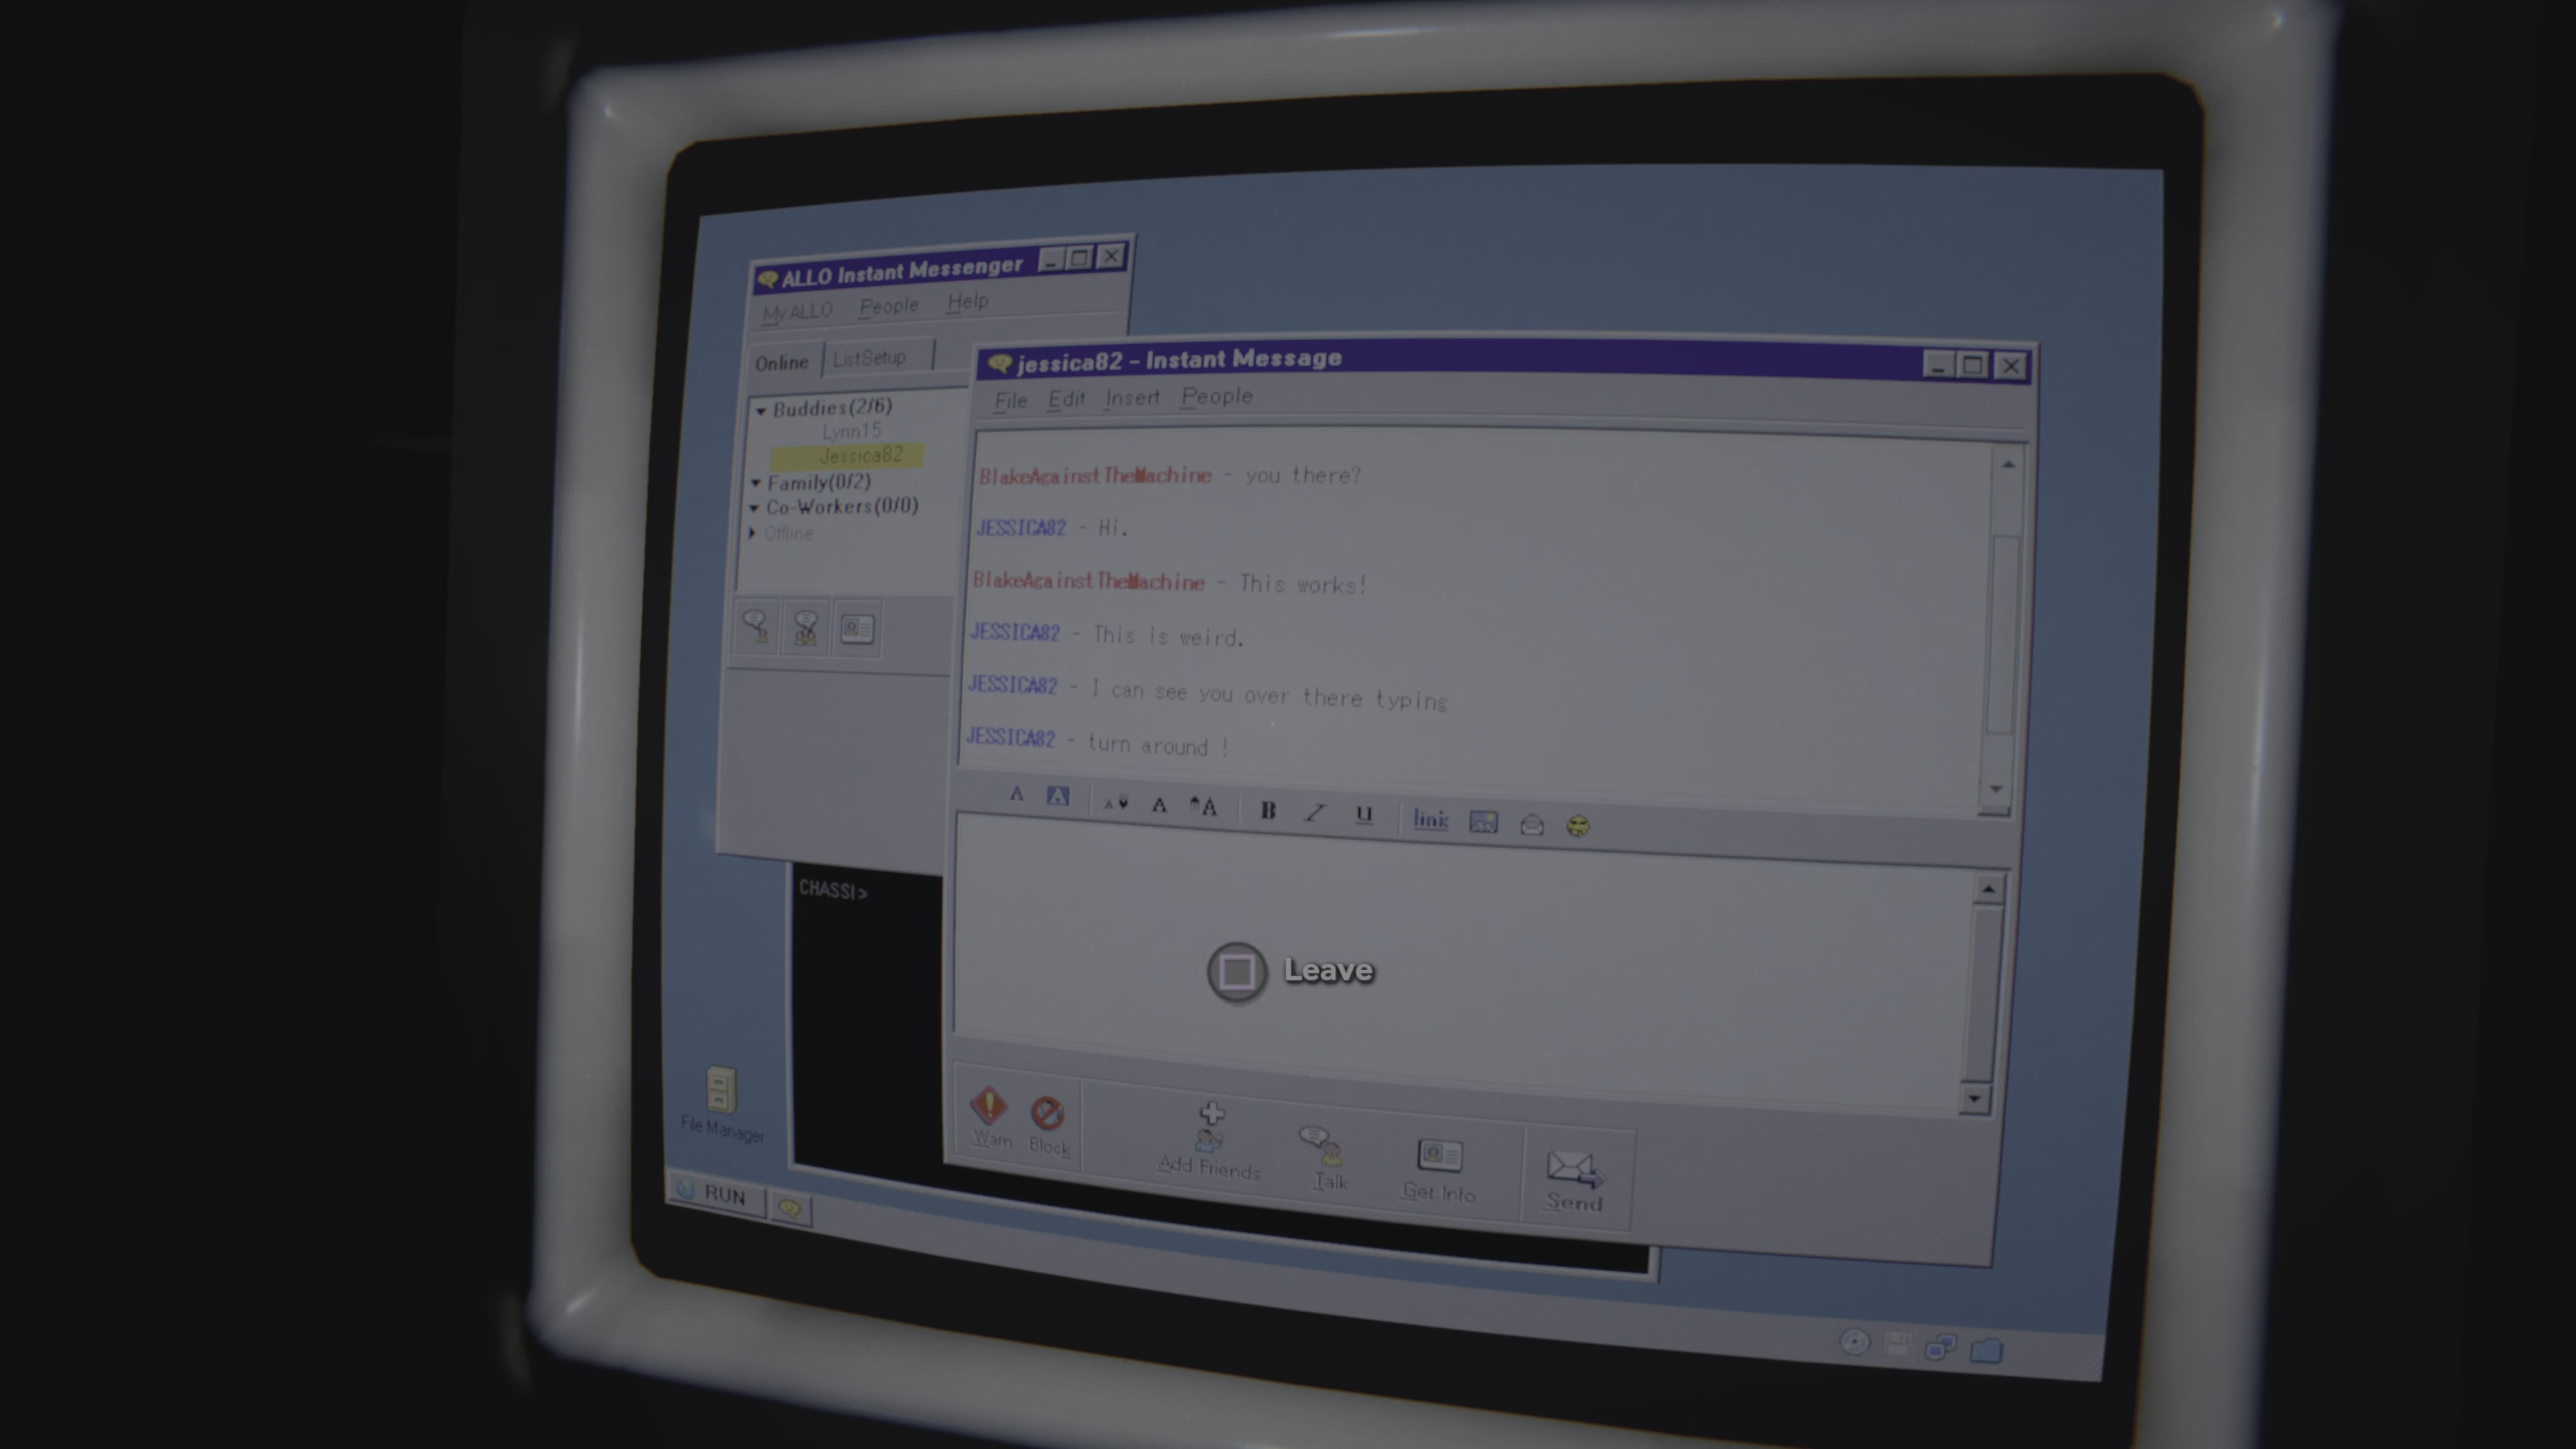 ALLO Instant Messenger
My ALLO People Help
Online ListSetup
Buddies(2/6)
Lynn15
Jessica82
Family(0/2)
Co-Workers(0/0)
Offline
jessica82 - Instant Message
File Edit Insert People
BlakeAgainstTheMachine - you there?
JESSICA82 - Hi.
BlakeAgainstTheMachine - This works!
JESSICA82 - This is weird.
JESSICA82 - I can see you over there typing
JESSICA82 - turn around !
A A A A A B I U link
CHASSI>
Leave
Warn Block Add Friends Talk Get Info Send
File Manager
RUN